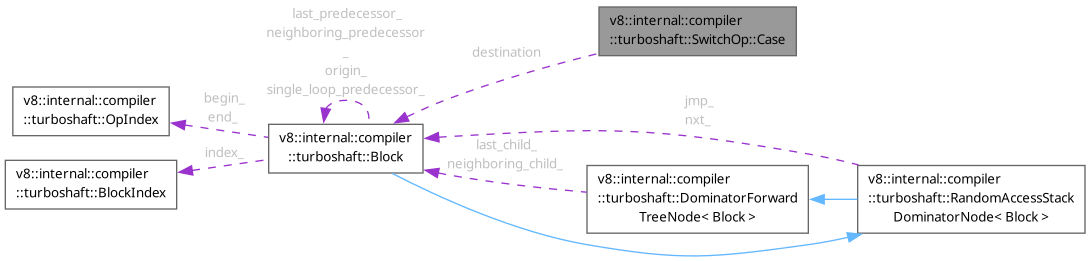 last_predecessor_
neighboring_predecessor
_
origin_
single_loop_predecessor_
v8::internal::compiler
::turboshaft::SwitchOp::Case
destination
v8::internal::compiler
::turboshaft::OpIndex
begin_
end_
jmp_
nxt_
v8::internal::compiler
::turboshaft::Block
index_
last_child_
neighboring_child_
v8::internal::compiler
::turboshaft::BlockIndex
v8::internal::compiler
::turboshaft::DominatorForward
TreeNode< Block >
v8::internal::compiler
::turboshaft::RandomAccessStack
DominatorNode< Block >